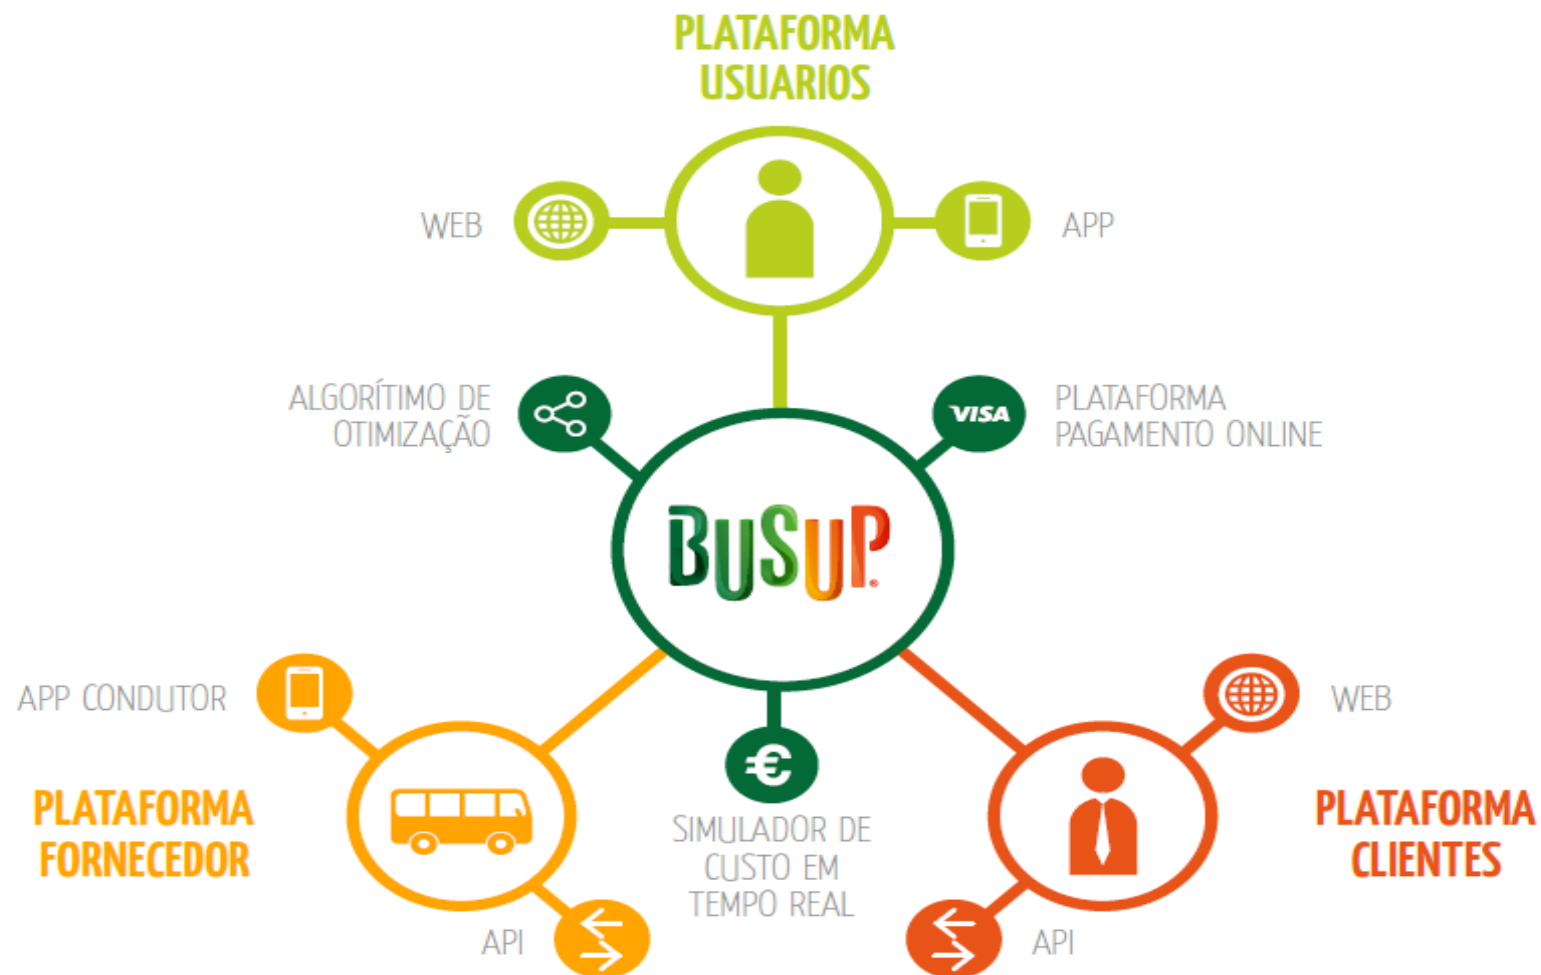 PLATAFORMA
USUARIOS
WEB
APP
ALGORÍTIMO DE
OTIMIZAÇÃO
VISA
PLATAFORMA
PAGAMENTO ONLINE
BUSUP®
APP CONDUTOR
WEB
€
PLATAFORMA
FORNECEDOR
SIMULADOR DE
CUSTO EM
TEMPO REAL
PLATAFORMA
CLIENTES
API
API